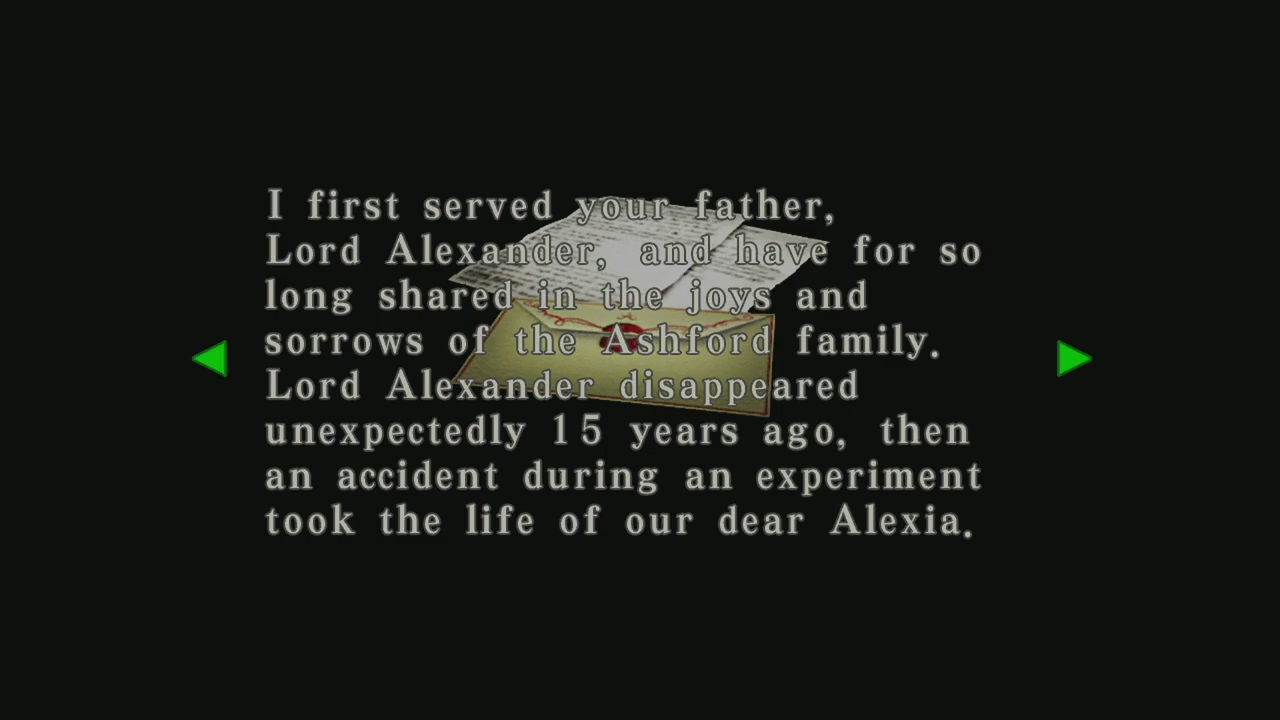 I first served your father,
Lord Alexander, and have for so
long shared in the joys and
sorrows of the Ashford family.
Lord Alexander disappeared
unexpectedly 15 years ago, then
an accident during an experiment
took the life of our dear Alexia.